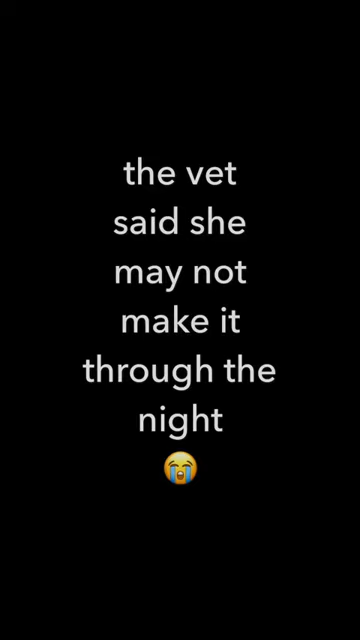 the vet
said she
may not
make it
through the
night
😭